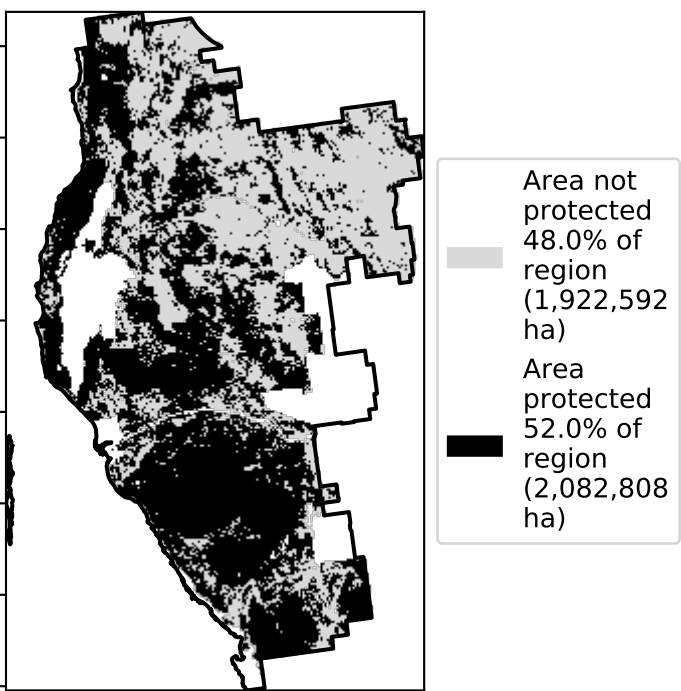 Area not
protected
48.0% of
region
(1,922,592
ha)
Area
protected
52.0% of
region
(2,082,808
ha)